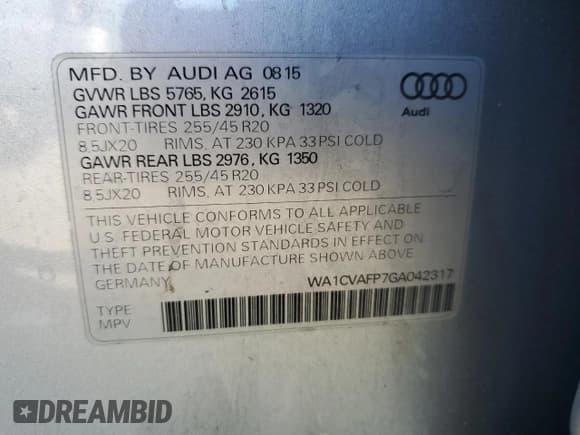 MFD. BY AUDI AG 08 15
GVWR LBS 5765, KG 2615
GAWR FRONT LBS 2910, KG 1320
FRONT-TIRES 255/45 R20
8.5JX20 RIMS, AT 230 KPA 33 PSI COLD
GAWR REAR LBS 2976, KG 1350
REAR-TIRES 255/45 R20
8.5JX20 RIMS, AT 230 KPA 33 PSI COLD
Audi
THIS VEHICLE CONFORMS TO ALL APPLICABLE
U.S. FEDERAL MOTOR VEHICLE SAFETY AND
THEFT PREVENTION STANDARDS IN EFFECT ON
THE DATE OF MANUFACTURE SHOWN ABOVE
GERMANY WA1CVAFP7GA042317
TYPE
MPV
DREAMBID